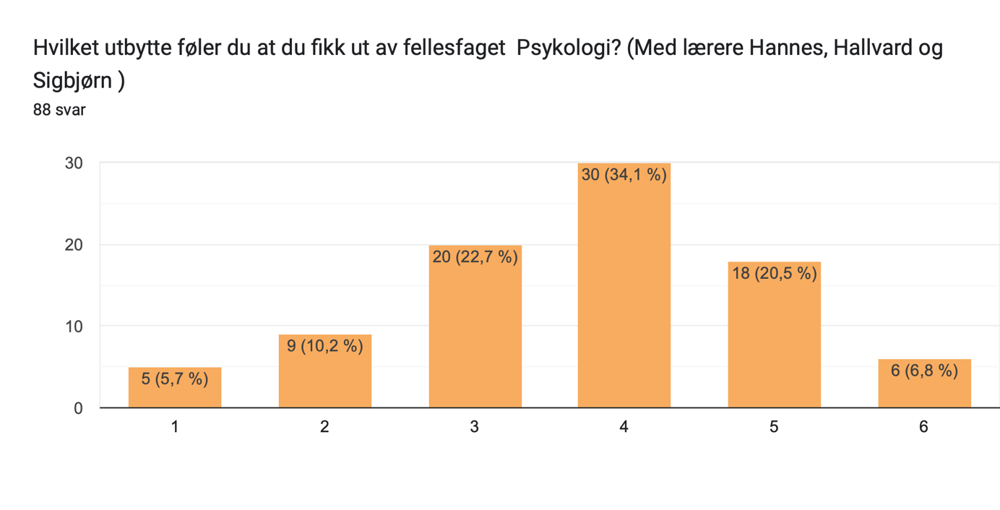 Hvilket utbytte føler du at du fikk ut av fellesfaget  Psykologi? (Med lærere Hannes, Hallvard og
Sigbjørn )
88 svar
30
20
10
0
5 (5,7 %)
9 (10,2 %)
20 (22,7 %)
30 (34,1 %)
18 (20,5 %)
6 (6,8 %)
1
2
3
4
5
6